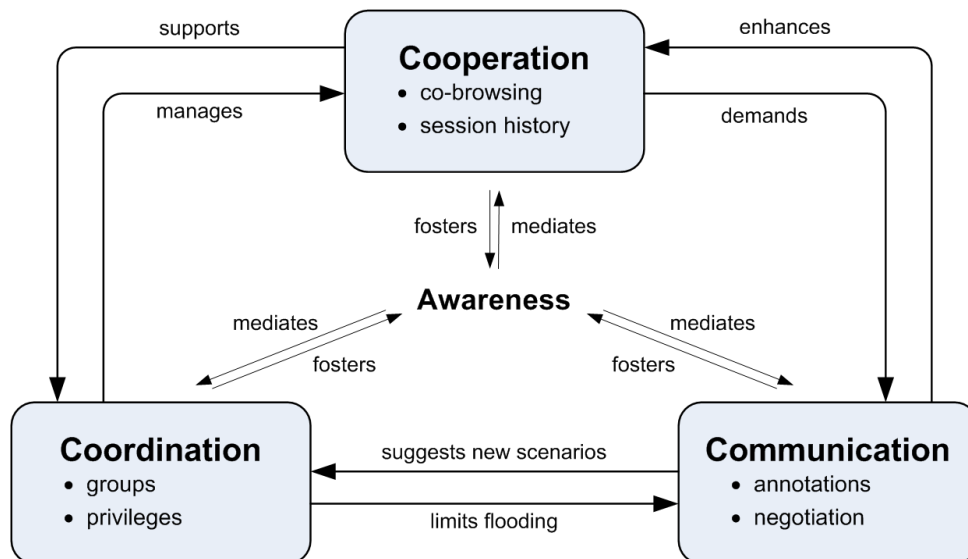 supports
enhances
Cooperation
• co-browsing
• session history
manages
demands
fosters
mediates
Awareness
mediates
fosters
mediates
fosters
Coordination
• groups
• privileges
suggests new scenarios
limits flooding
Communication
• annotations
• negotiation